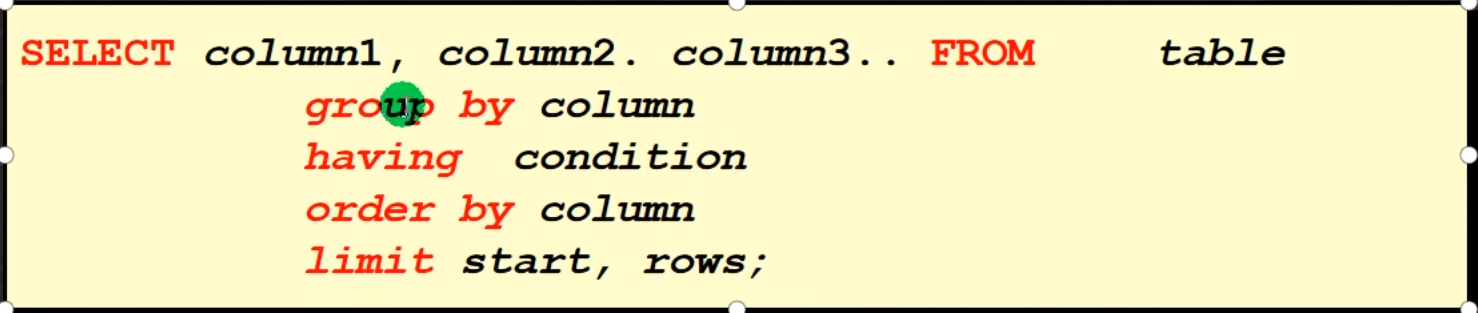 SELECT column1, column2. column3.. FROM table
group by column
having condition
order by column
limit start, rows;